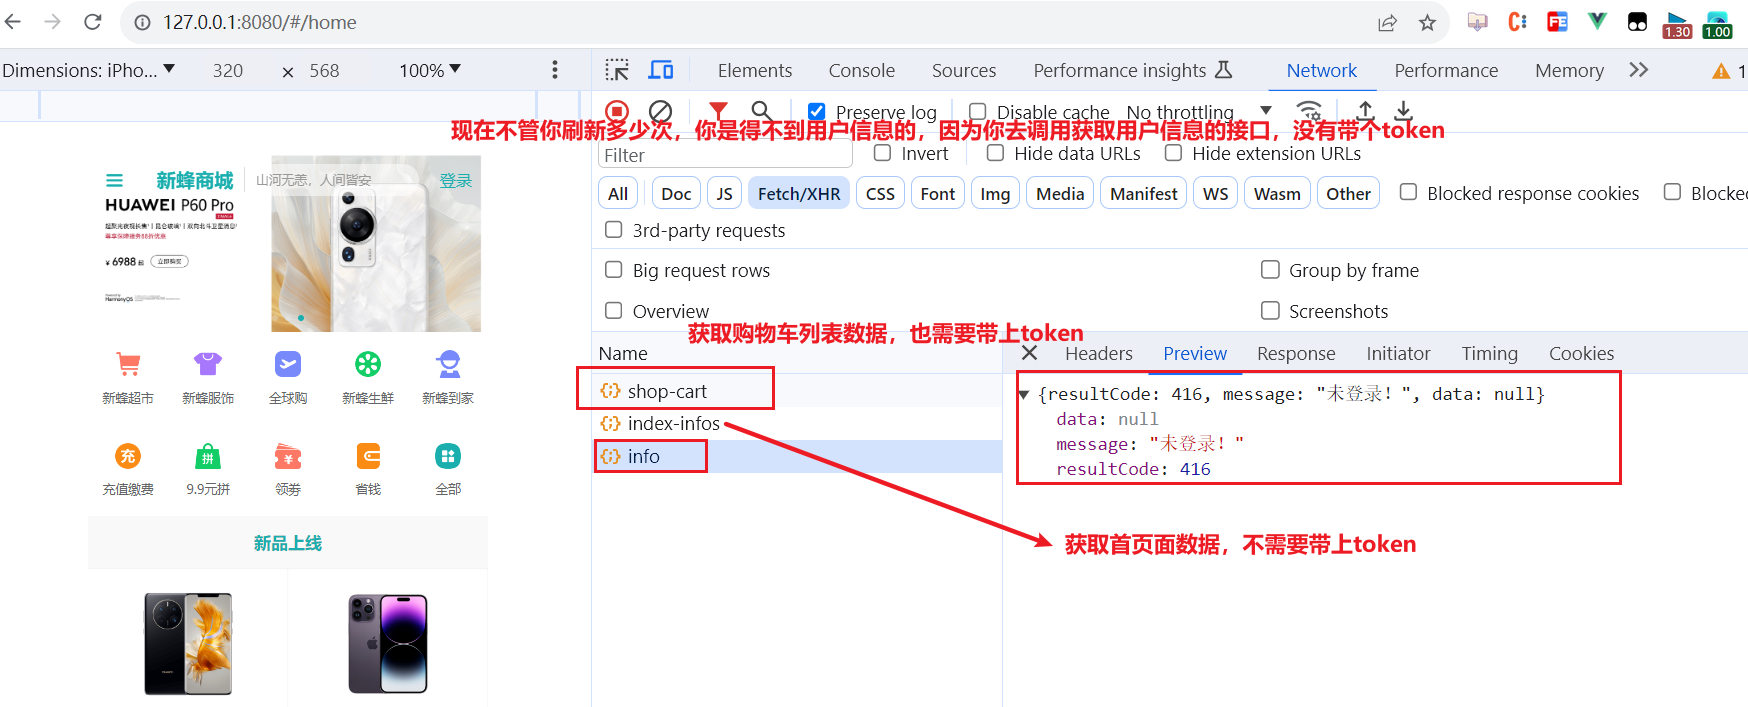 127.0.0.1:8080/#/home
1.30
1.00
Dimensions: iPho...
320
×
568
100%
Elements
Console
Sources
Performance insights
Network
Performance
Memory
1
Preserve log
Disable cache
No throttling
现在不管你刷新多少次，你是得不到用户信息的，因为你去调用获取用户信息的接口，没有带个token
Filter
Invert
Hide data URLs
Hide extension URLs
All
Doc
JS
Fetch/XHR
CSS
Font
Img
Media
Manifest
WS
Wasm
Other
Blocked response cookies
Blocke
3rd-party requests
Big request rows
Group by frame
Overview
Screenshots
获取购物车列表数据，也需要带上token
Name
Headers
Preview
Response
Initiator
Timing
Cookies
shop-cart
index-infos
info
{resultCode: 416, message: "未登录！", data: null}
data: null
message: "未登录！"
resultCode: 416
获取首页面数据，不需要带上token
新蜂商城
山河无恙，人间皆安
登录
HUAWEI P60 Pro
¥ 6988 起
立即购买
HarmonyOS
新蜂超市
新蜂服饰
全球购
新蜂生鲜
新蜂到家
充
拼
充值缴费
9.9元拼
领券
省钱
全部
新品上线